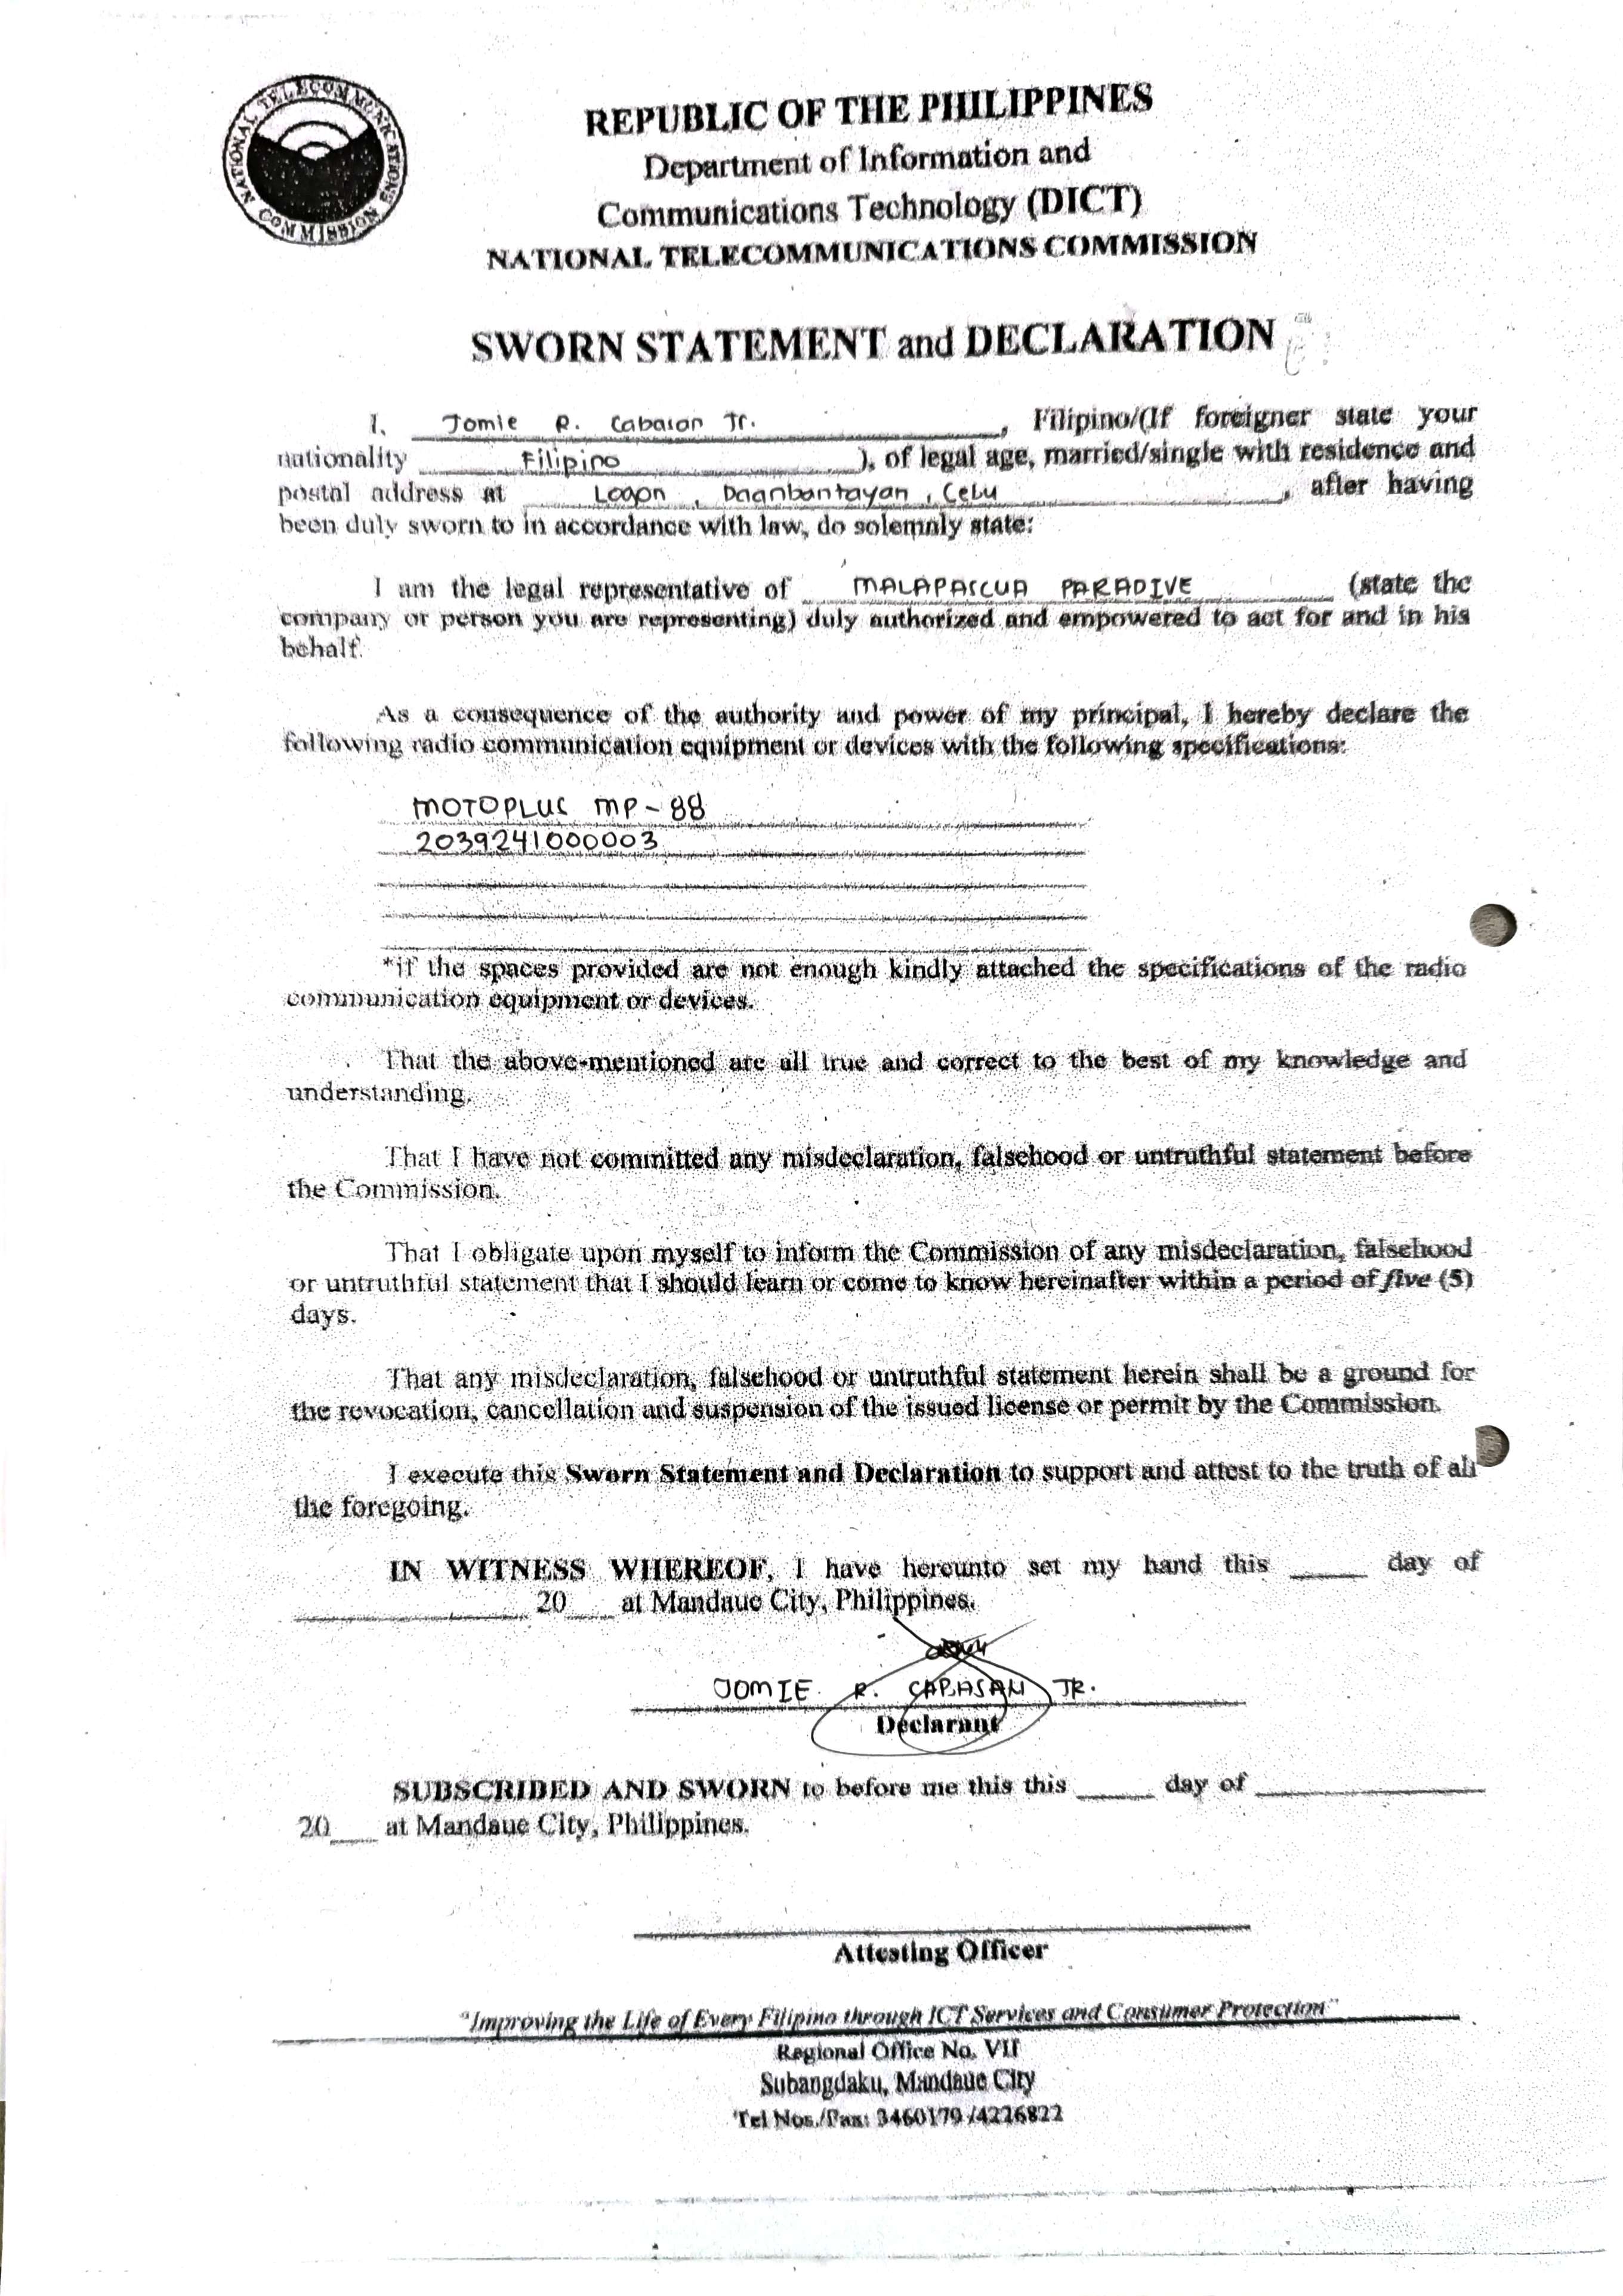 NATIONAL TELECOMMUNICATIONS COMMISSION
REPUBLIC OF THE PHILIPPINES
Department of Information and
Communications Technology (DICT)
NATIONAL TELECOMMUNICATIONS COMMISSION
SWORN STATEMENT and DECLARATION
I, Jomie R. Cabasan Jr., Filipino/(If foreigner state your
nationality Filipino), of legal age, married/single with residence and
postal address at Logon, Daanbantayan, Cebu, after having
been duly sworn to in accordance with law, do solemnly state:
I am the legal representative of MALAPASCUA PARADIVE (state the
company or person you are representing) duly authorized and empowered to act for and in his
behalf.
As a consequence of the authority and power of my principal, I hereby declare the
following radio communication equipment or devices with the following specifications:
MOTOPLUS MP-88
2039241000003
*if the spaces provided are not enough kindly attached the specifications of the radio
communication equipment or devices.
That the above-mentioned are all true and correct to the best of my knowledge and
understanding.
That I have not committed any misdeclaration, falsehood or untruthful statement before
the Commission.
That I obligate upon myself to inform the Commission of any misdeclaration, falsehood
or untruthful statement that I should learn or come to know hereinafter within a period of five (5)
days.
That any misdeclaration, falsehood or untruthful statement herein shall be a ground for
the revocation, cancellation and suspension of the issued license or permit by the Commission.
I execute this Sworn Statement and Declaration to support and attest to the truth of all
the foregoing.
IN WITNESS WHEREOF, I have hereunto set my hand this ____ day of
____ 20__ at Mandaue City, Philippines.
JOMIE R. CABASAN JR.
Declarant
SUBSCRIBED AND SWORN to before me this this ____ day of ____
20__ at Mandaue City, Philippines.
Attesting Officer
"Improving the Life of Every Filipino through ICT Services and Consumer Protection"
Regional Office No. VII
Subangdaku, Mandaue City
Tel Nos./Fax: 3460179 /4226822